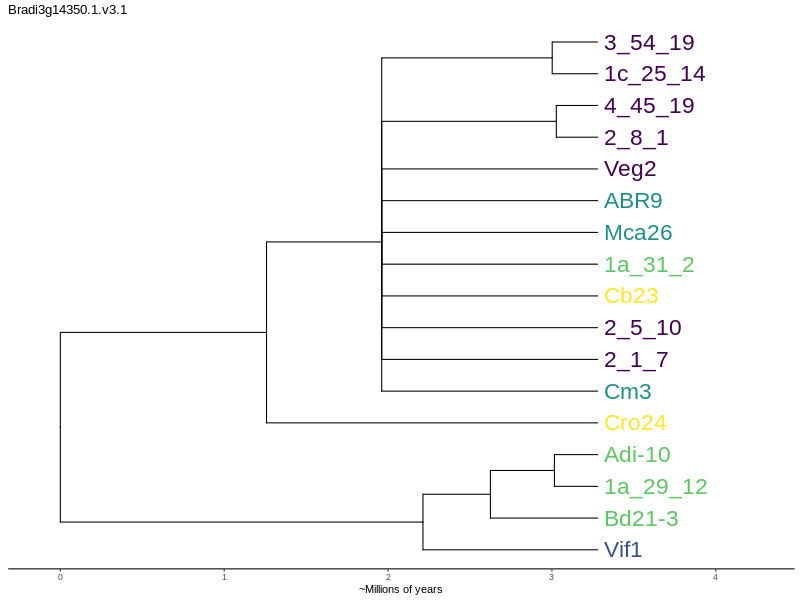 Bradi3g14350.1.v3.1
3_54_19
1c_25_14
4_45_19
2_8_1
Veg2
ABR9
Mca26
1a_31_2
Cb23
2_5_10
2_1_7
Cm3
Cro24
Adi-10
1a_29_12
Bd21-3
Vif1
0 1 2 3 4
~Millions of years